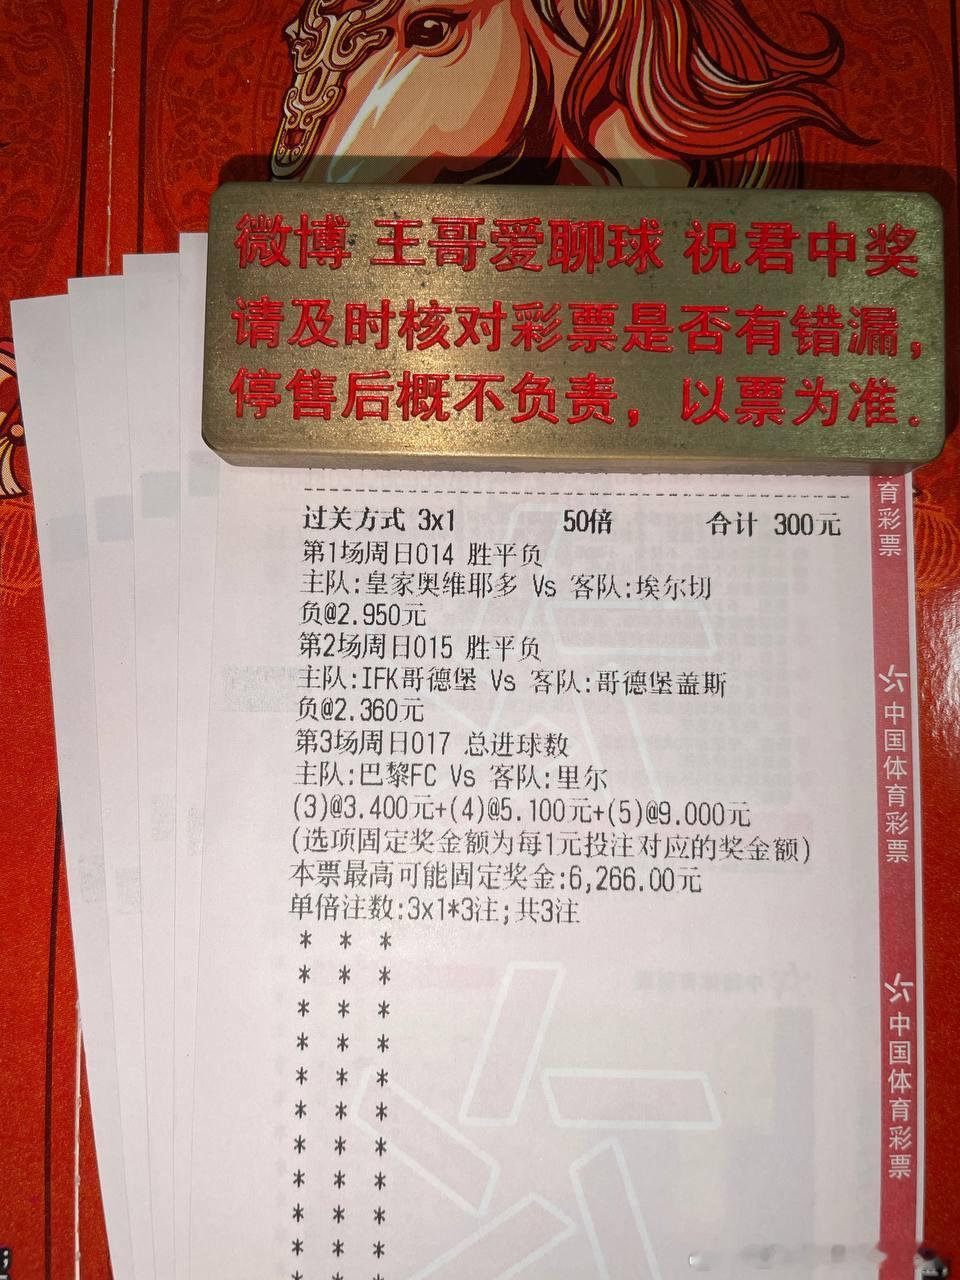 微博 王哥爱聊球 祝君中奖
请及时核对彩票是否有错漏，
停售后概不负责，以票为准.
过关方式 3x1 50倍 合计 300元
第1场周日014 胜平负
主队:皇家奥维耶多 Vs 客队:埃尔切
负@2.950元
第2场周日015 胜平负
主队:IFK哥德堡 Vs 客队:哥德堡盖斯
负@2.360元
第3场周日017 总进球数
主队:巴黎FC Vs 客队:里尔
(3)@3.400元+(4)@5.100元+(5)@9.000元
(选项固定奖金额为每1元投注对应的奖金额)
本票最高可能固定奖金:6,266.00元
单倍注数:3x1*3注;共3注
* * *
* * *
* * *
* * *
* * *
* * *
* * *
* * *
* * *
* * *
育彩票
中国体育彩票
中国体育彩票